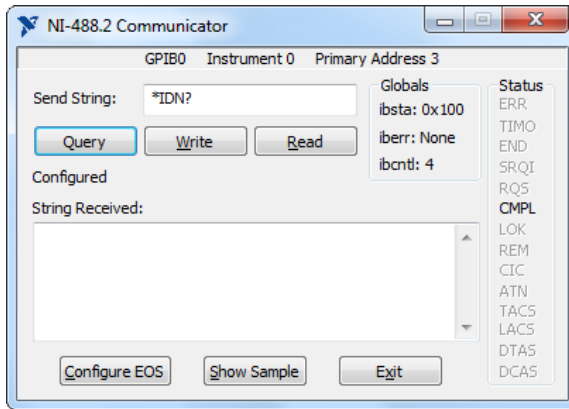 NI-488.2 Communicator
GPIB0 Instrument 0 Primary Address 3
Send String: *IDN?
Query Write Read
Configured
String Received:
Configure EOS Show Sample Exit
Globals
ibsta: 0x100
iberr: None
ibcntl: 4
Status
ERR
TIMO
END
SRQI
RQS
CMPL
LOK
REM
CIC
ATN
TACS
LACS
DTAS
DCAS